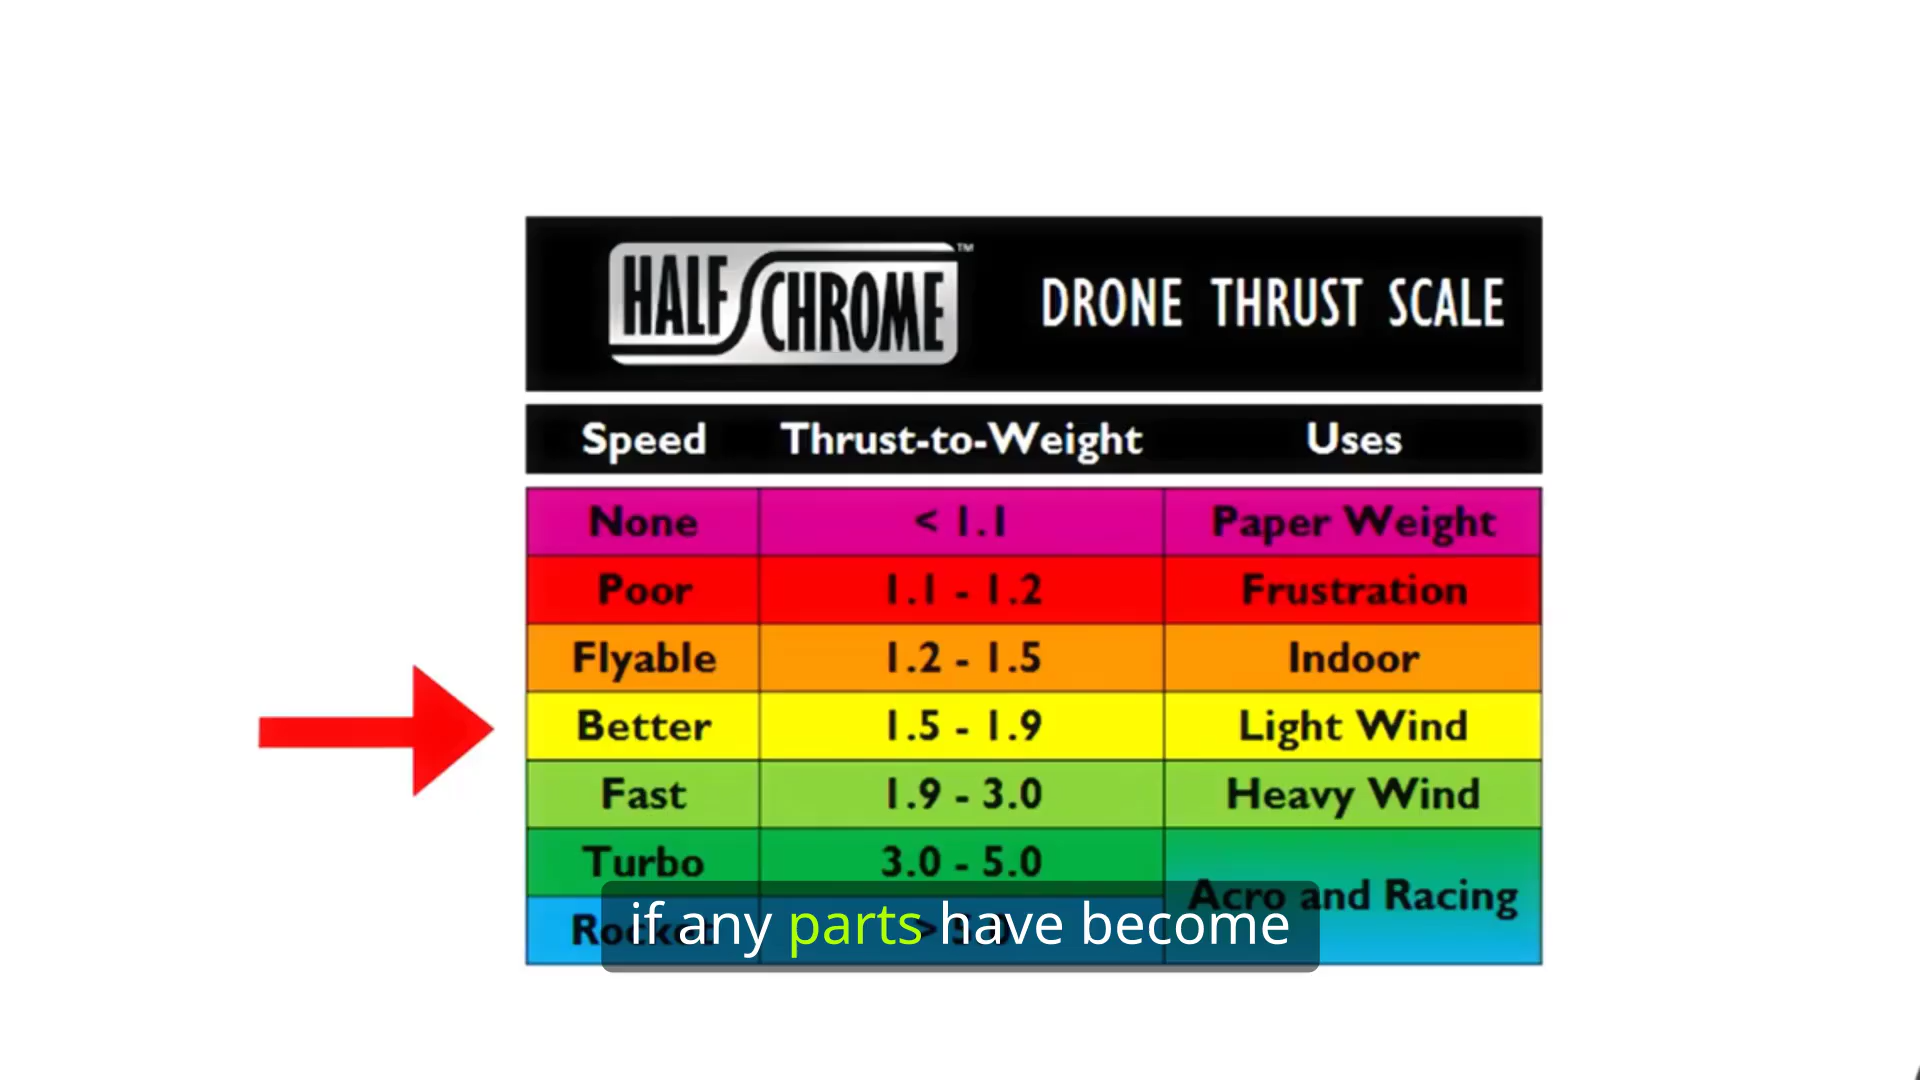 HALF CHROME™
DRONE THRUST SCALE
Speed Thrust-to-Weight Uses
None < 1.1 Paper Weight
Poor 1.1 - 1.2 Frustration
Flyable 1.2 - 1.5 Indoor
Better 1.5 - 1.9 Light Wind
Fast 1.9 - 3.0 Heavy Wind
Turbo 3.0 - 5.0
Acro and Racing
Rocket
if any parts have become